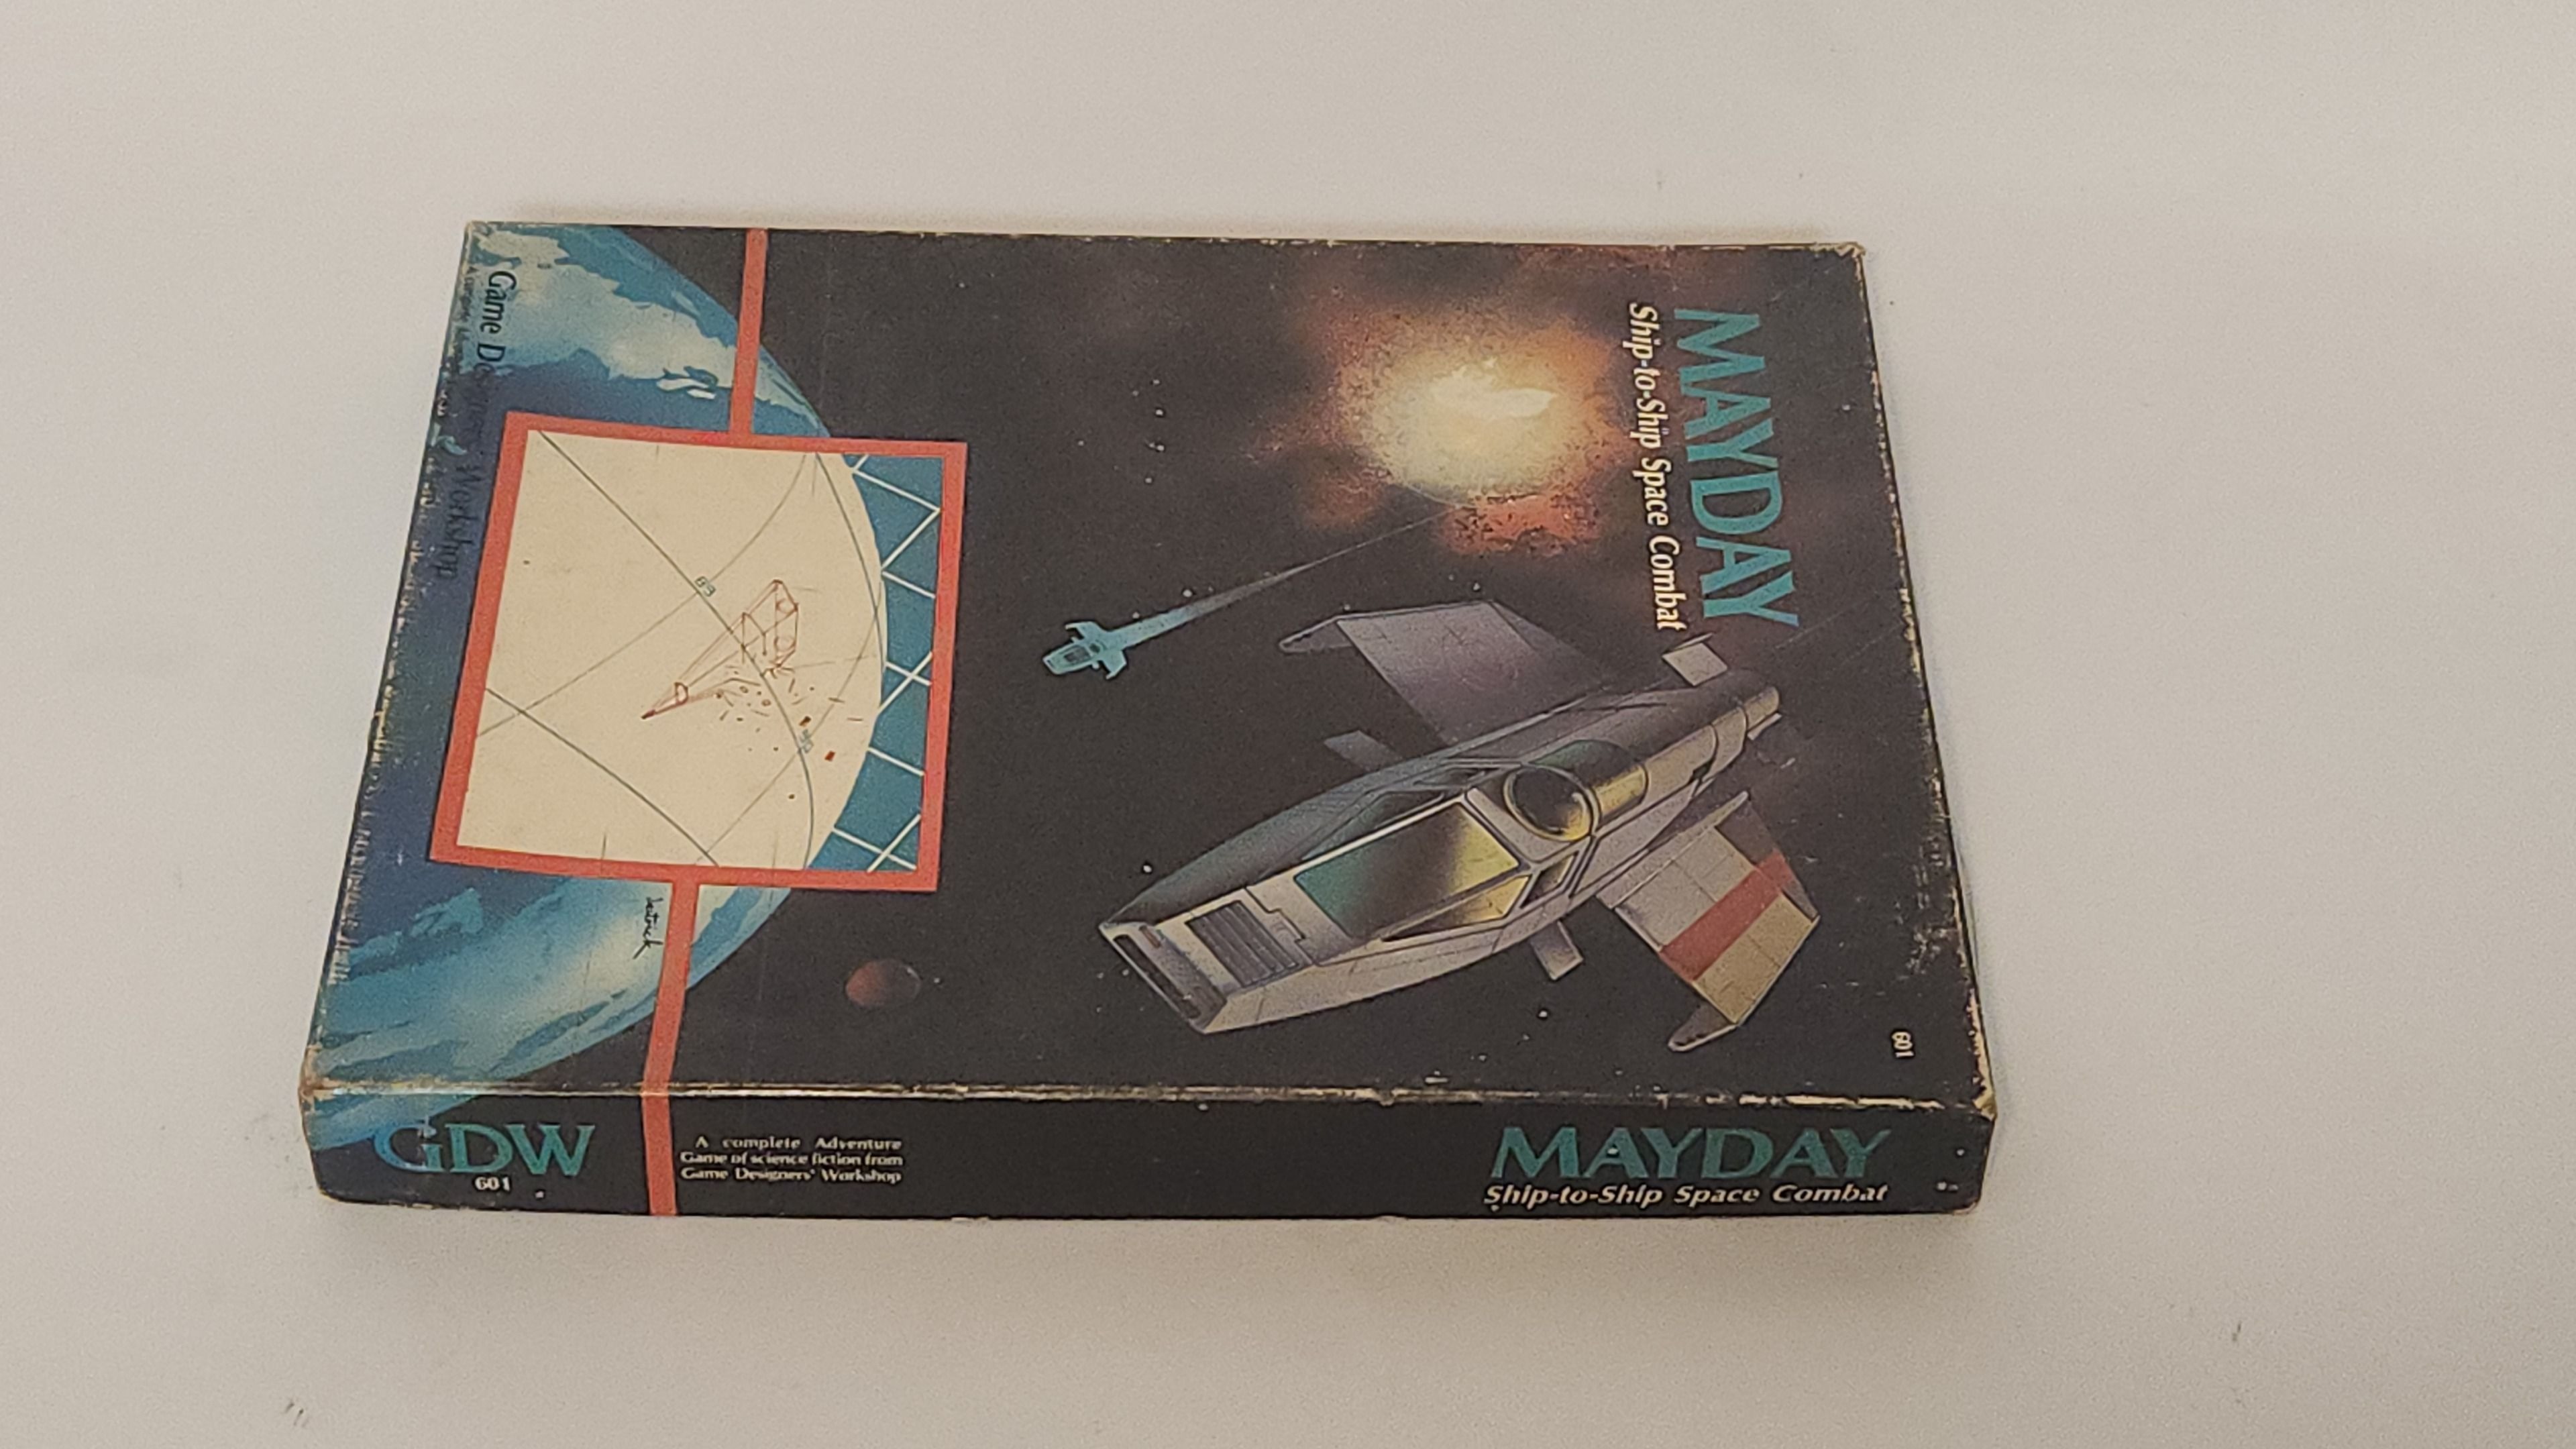 MAYDAY
Ship-to-Ship Space Combat
601
89
Game Designers' Workshop
GDW
601
A complete Adventure
Game of science fiction from
Game Designers' Workshop
MAYDAY
Ship-to-Ship Space Combat